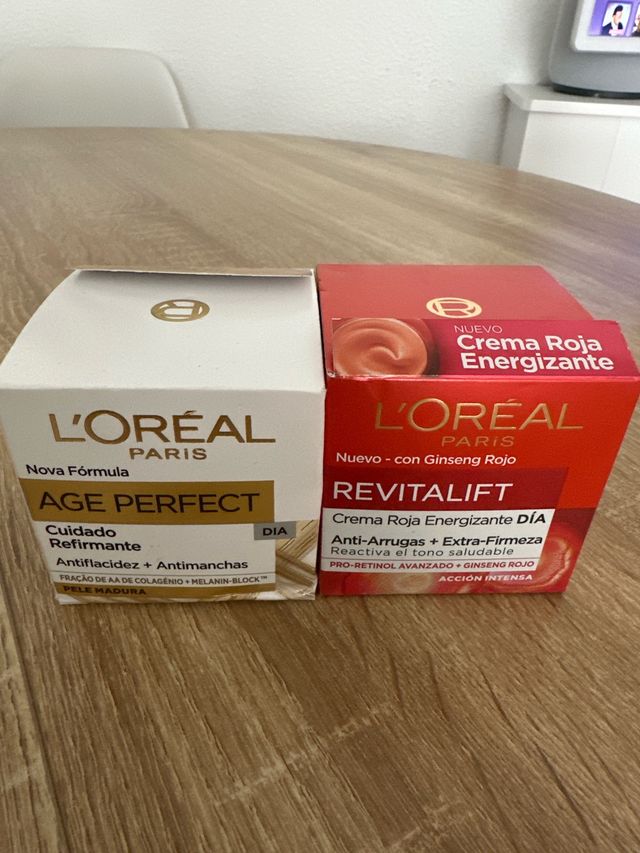 L'ORÉAL
PARIS
Nova Fórmula
AGE PERFECT
Cuidado
Refirmante
DIA
Antiflacidez + Antimanchas
FRAÇÃO DE AA DE COLAGÉNIO + MELANIN-BLOCK™
PELE MADURA
NUEVO
Crema Roja
Energizante
L'ORÉAL
PARIS
Nuevo - con Ginseng Rojo
REVITALIFT
Crema Roja Energizante DÍA
Anti-Arrugas + Extra-Firmeza
Reactiva el tono saludable
PRO-RETINOL AVANZADO + GINSENG ROJO
ACCIÓN INTENSA